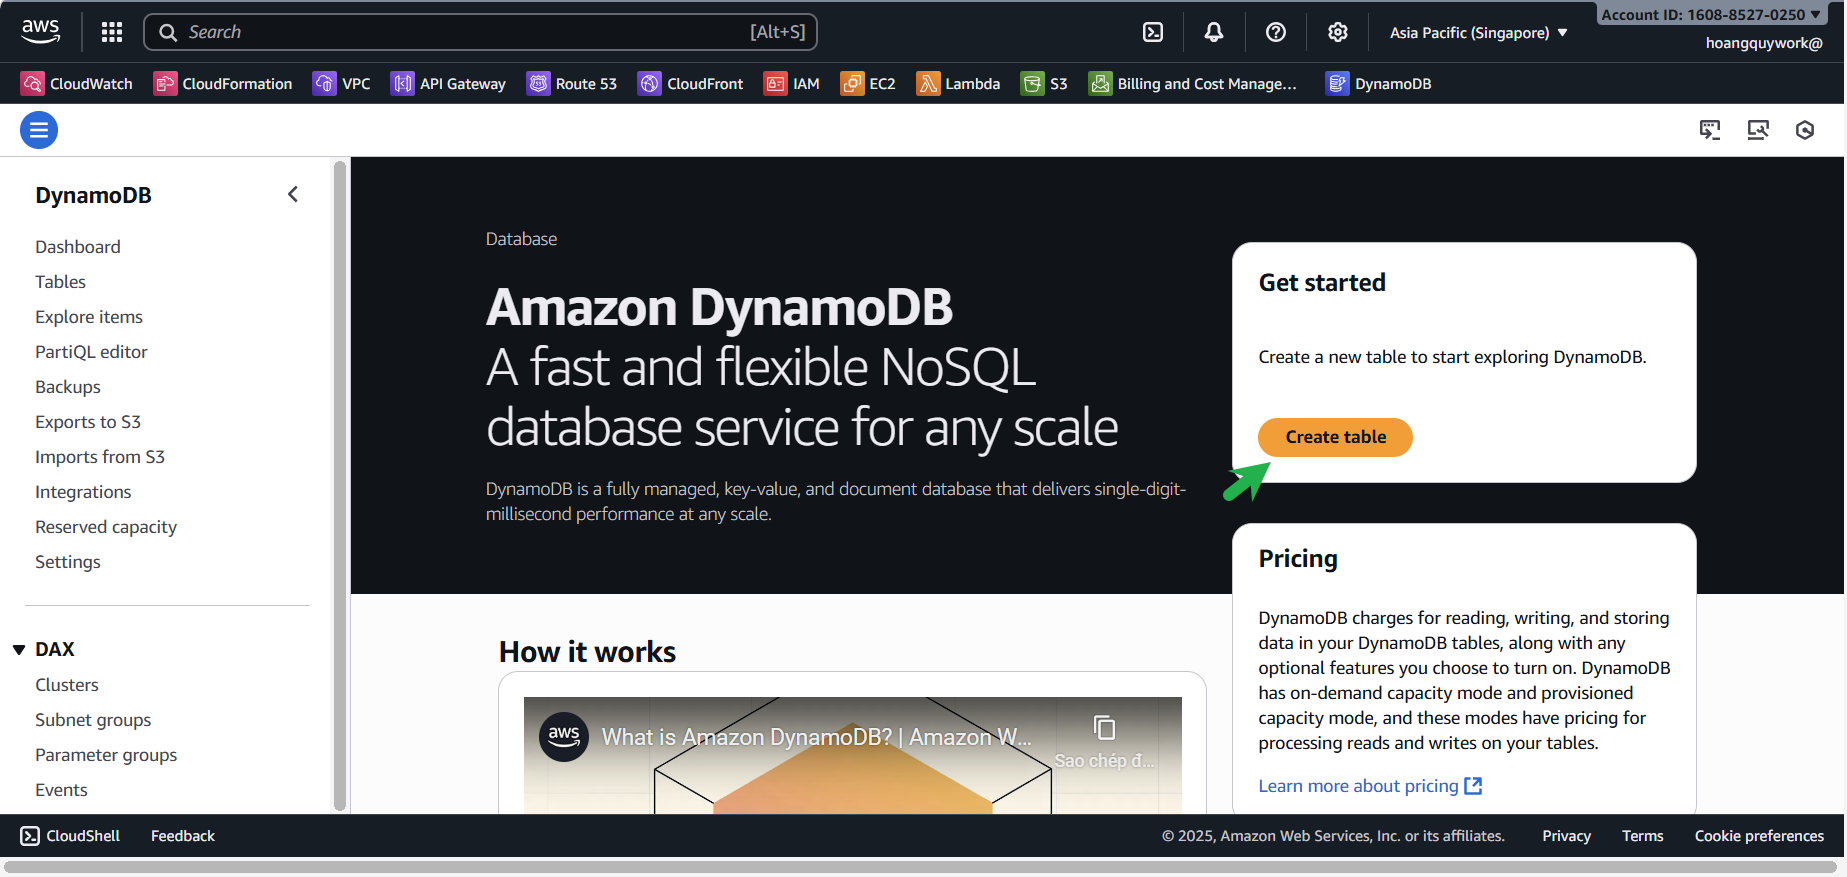 aws
Search
[Alt+S]
Asia Pacific (Singapore)
Account ID: 1608-8527-0250
hoangquywork@
CloudWatch
CloudFormation
VPC
API Gateway
Route 53
CloudFront
IAM
EC2
Lambda
S3
Billing and Cost Manage...
DynamoDB
DynamoDB
Dashboard
Tables
Explore items
PartiQL editor
Backups
Exports to S3
Imports from S3
Integrations
Reserved capacity
Settings
DAX
Clusters
Subnet groups
Parameter groups
Events
Database
Amazon DynamoDB
A fast and flexible NoSQL
database service for any scale
DynamoDB is a fully managed, key-value, and document database that delivers single-digit-
millisecond performance at any scale.
Get started
Create a new table to start exploring DynamoDB.
Create table
Pricing
DynamoDB charges for reading, writing, and storing
data in your DynamoDB tables, along with any
optional features you choose to turn on. DynamoDB
has on-demand capacity mode and provisioned
capacity mode, and these modes have pricing for
processing reads and writes on your tables.
Learn more about pricing
How it works
aws
What is Amazon DynamoDB? | Amazon W...
Sao chép đ...
CloudShell
Feedback
© 2025, Amazon Web Services, Inc. or its affiliates.
Privacy
Terms
Cookie preferences